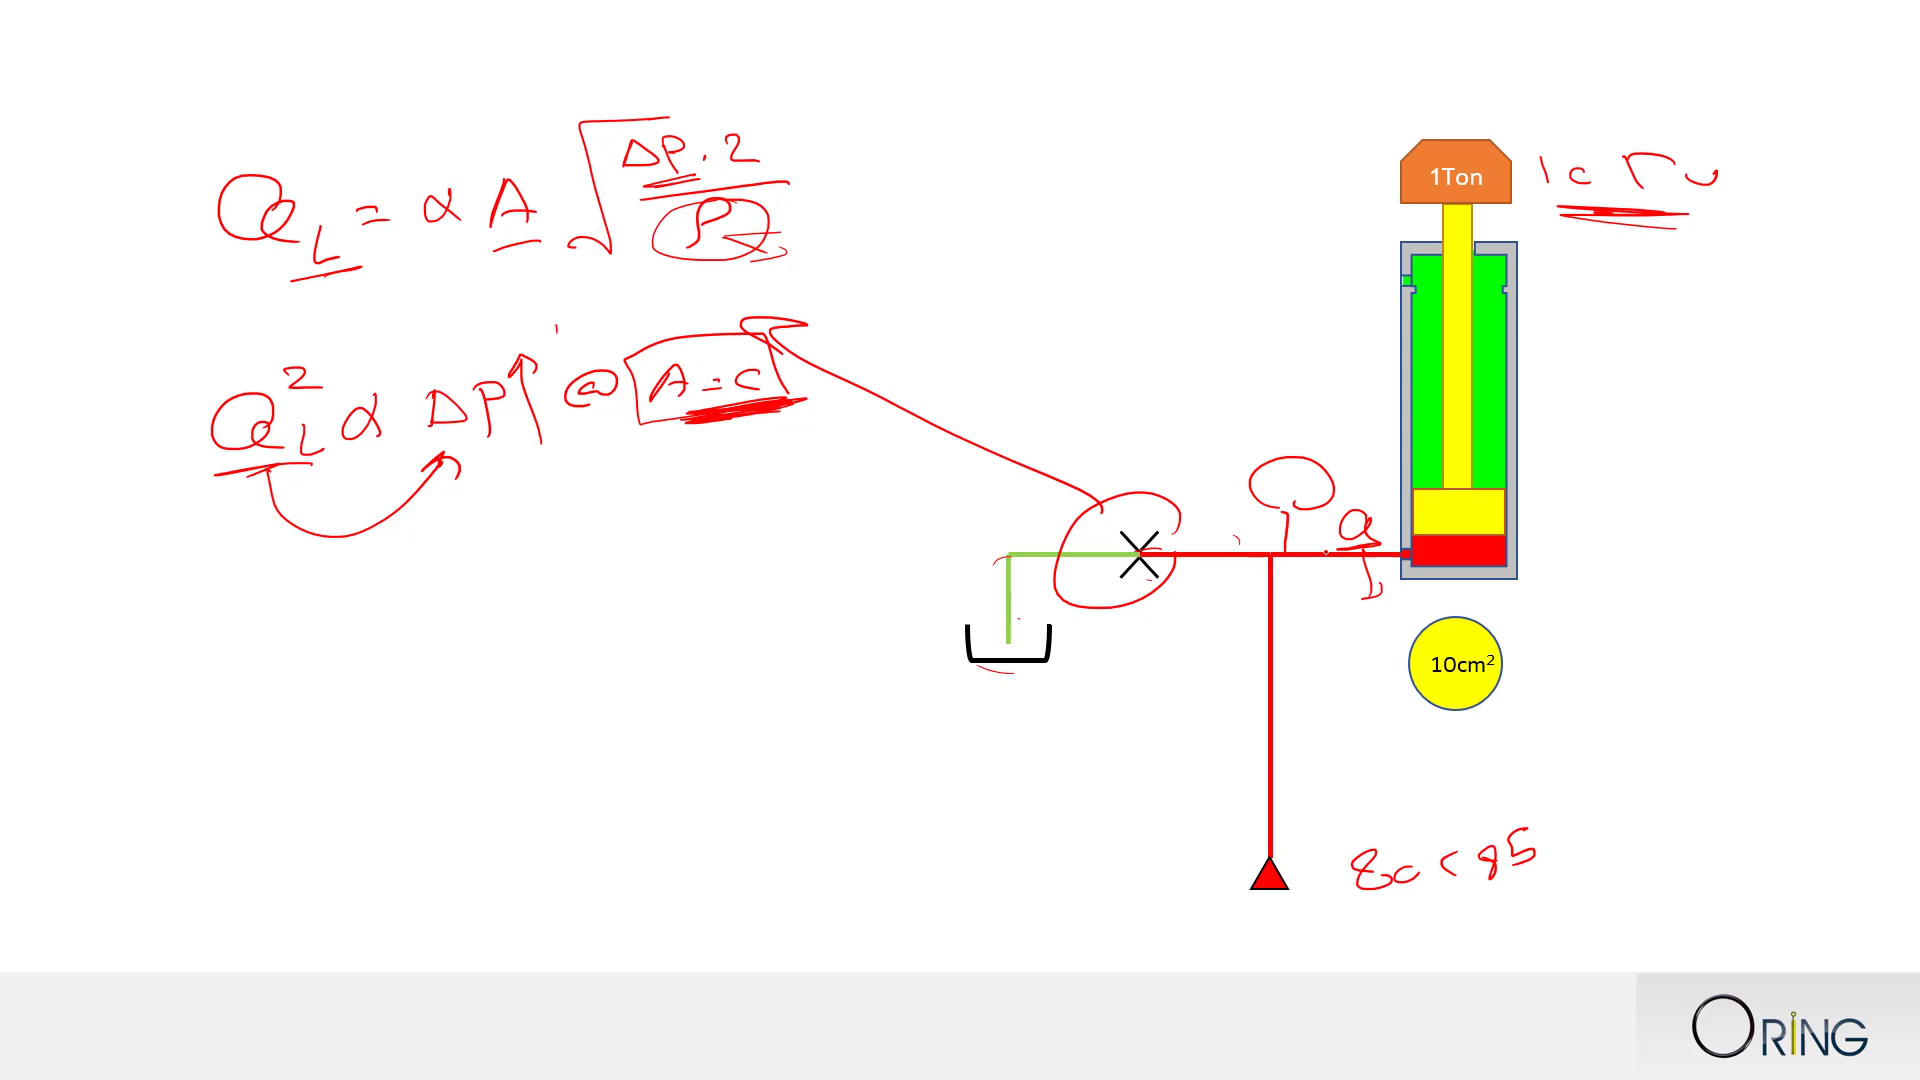 Q_L = α A √(ΔP · 2 / ρ)
Q_L² α ΔP↑ @ A = C
1Ton
Q
10cm²
80 < 85
ORING